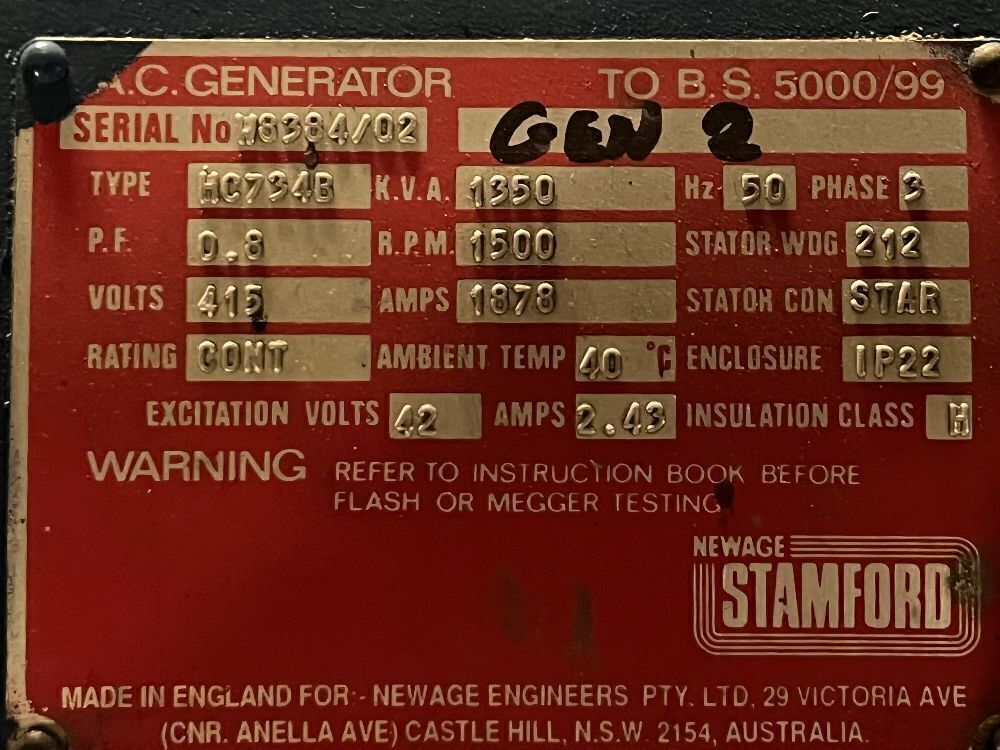 A.C. GENERATOR TO B.S. 5000/99
SERIAL No W8384/02 GEN 2
TYPE HC734B K.V.A. 1350 Hz 50 PHASE 3
P.F. 0.8 R.P.M. 1500 STATOR WDG 212
VOLTS 415 AMPS 1878 STATOR CON STAR
RATING CONT AMBIENT TEMP 40 °C ENCLOSURE IP22
EXCITATION VOLTS 42 AMPS 2.43 INSULATION CLASS H
WARNING REFER TO INSTRUCTION BOOK BEFORE
FLASH OR MEGGER TESTING
NEWAGE
STAMFORD
MADE IN ENGLAND FOR:- NEWAGE ENGINEERS PTY. LTD, 29 VICTORIA AVE
(CNR. ANELLA AVE) CASTLE HILL, N.S.W. 2154, AUSTRALIA.